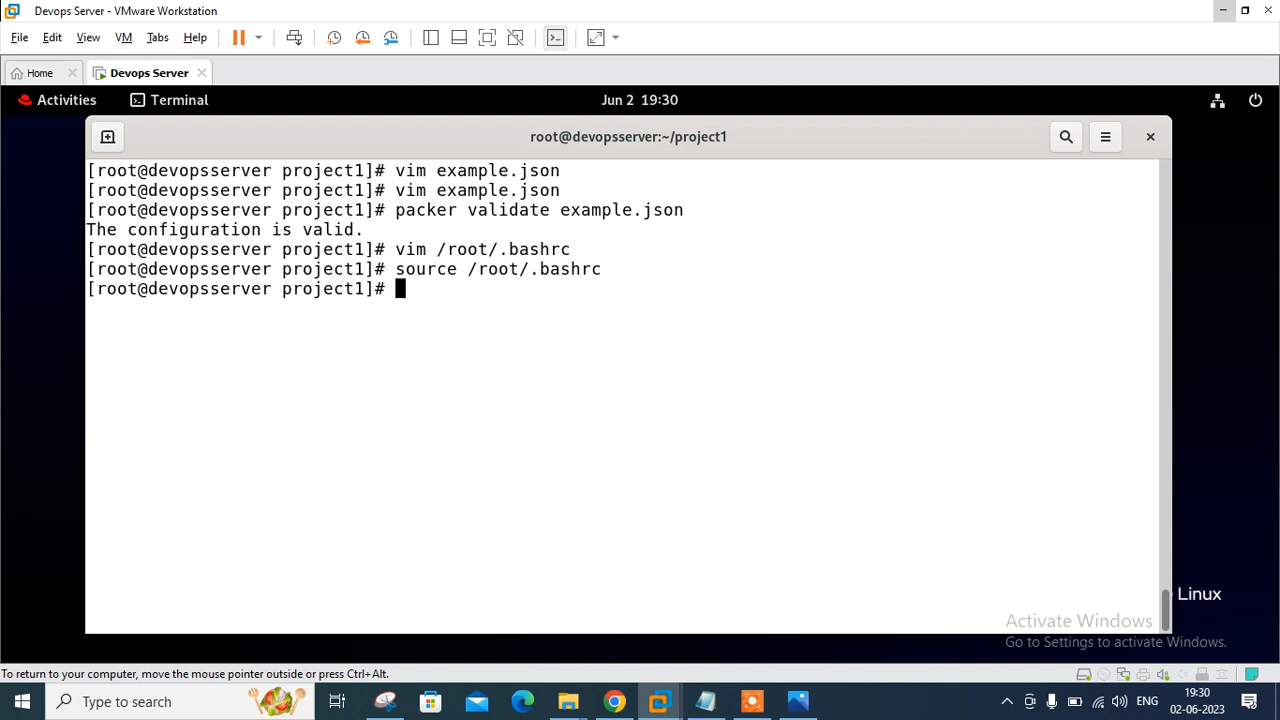 Devops Server - VMware Workstation
File Edit View VM Tabs Help
Home Devops Server
Activities Terminal Jun 2 19:30
root@devopsserver:~/project1
[root@devopsserver project1]# vim example.json
[root@devopsserver project1]# vim example.json
[root@devopsserver project1]# packer validate example.json
The configuration is valid.
[root@devopsserver project1]# vim /root/.bashrc
[root@devopsserver project1]# source /root/.bashrc
[root@devopsserver project1]#
Linux
Activate Windows
Go to Settings to activate Windows.
To return to your computer, move the mouse pointer outside or press Ctrl+Alt.
Type to search
ENG
19:30
02-06-2023